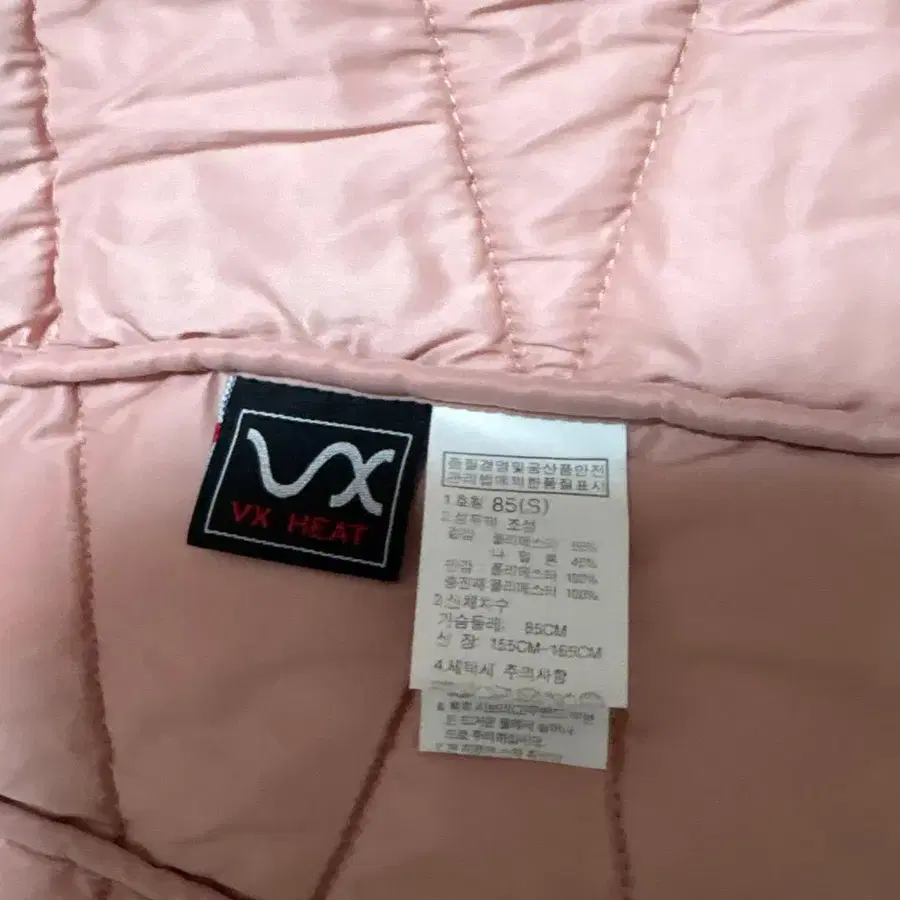 VX
VX HEAT
품질경영및공산품안전
관리법에의한품질표시
1.호칭 85(S)
2.섬유의 조성
겉감 폴리에스터
나 일 론 40%
안감 폴리에스터 100%
충전재 폴리에스터 100%
신체치수
가슴둘레: 85CM
신 장: 155CM-165CM
4.세탁시 주의사항